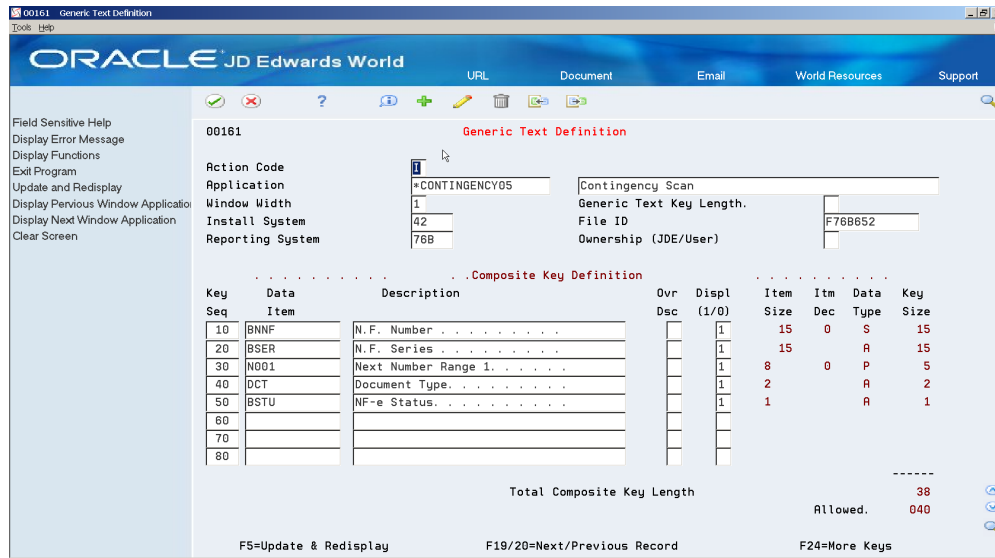 00161 Generic Text Definition
Tools Help
ORACLE JD Edwards World
URL Document Email World Resources Support
Field Sensitive Help
Display Error Message
Display Functions
Exit Program
Update and Redisplay
Display Pervious Window Applicatio
Display Next Window Application
Clear Screen
?
00161 Generic Text Definition
Action Code I
Application *CONTINGENCY05 Contingency Scan
Window Width 1 Generic Text Key Length.
Install System 42 File ID F76B652
Reporting System 76B Ownership (JDE/User)
. . . . . . . . . . . .Composite Key Definition . . . . . . . . . .
Key Data Description Ovr Displ Item Itm Data Key
Seq Item Dsc (1/0) Size Dec Type Size
10 BNNF N.F. Number . . . . . . . . . 1 15 0 S 15
20 BSER N.F. Series . . . . . . . . . 1 15 A 15
30 N001 Next Number Range 1. . . . . . 1 8 0 P 5
40 DCT Document Type. . . . . . . . . 1 2 A 2
50 BSTU NF-e Status. . . . . . . . . . 1 1 A 1
60
70
80
------
Total Composite Key Length 38
Allowed. 040
F5=Update & Redisplay F19/20=Next/Previous Record F24=More Keys